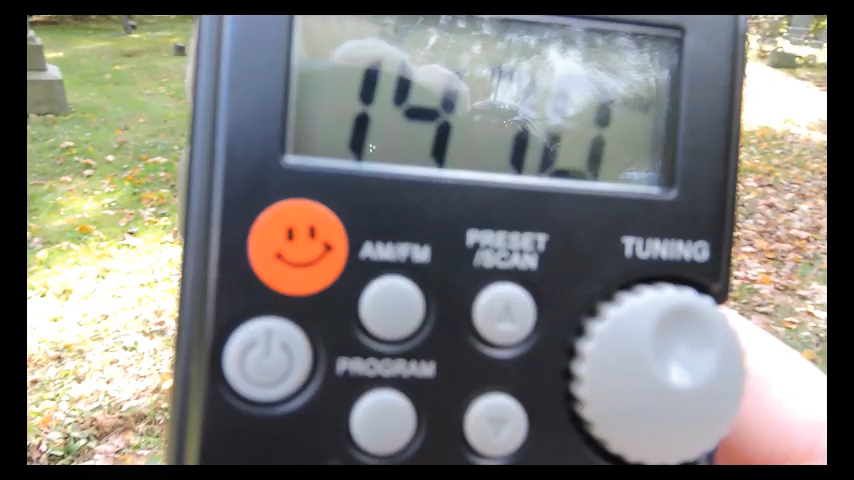 AM/FM
PRESET
/SCAN
TUNING
PROGRAM